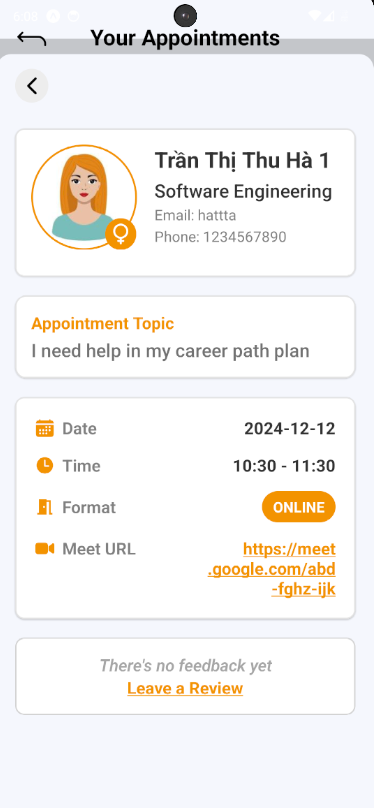 6:08
Your Appointments
Trần Thị Thu Hà 1
Software Engineering
Email: hattta
Phone: 1234567890
Appointment Topic
I need help in my career path plan
Date 2024-12-12
Time 10:30 - 11:30
Format ONLINE
Meet URL https://meet
.google.com/abd
-fghz-ijk
There's no feedback yet
Leave a Review